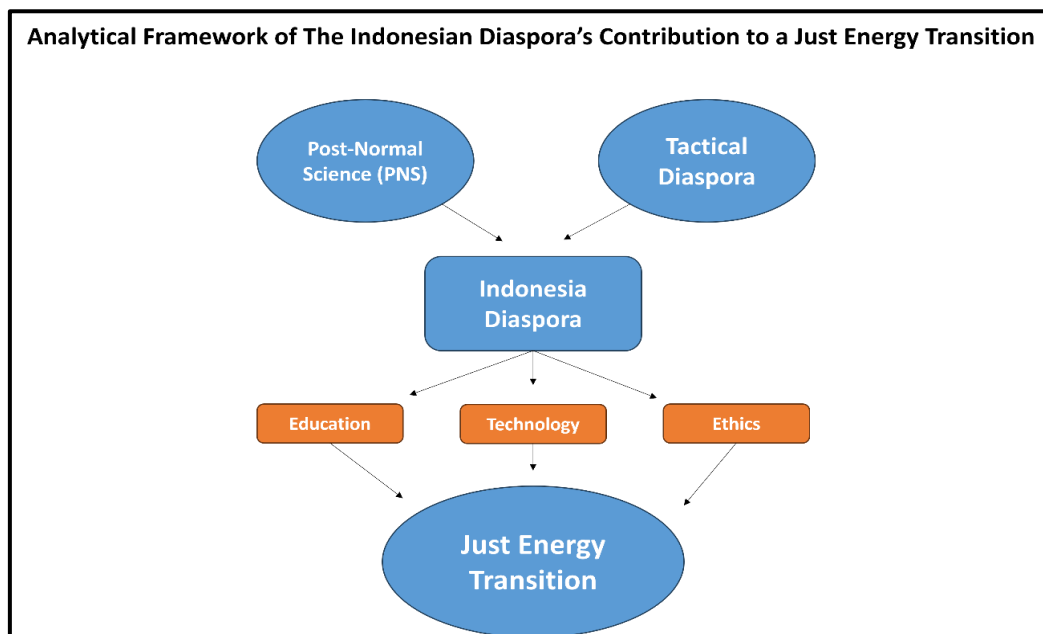 Analytical Framework of The Indonesian Diaspora’s Contribution to a Just Energy Transition
Post-Normal
Science (PNS)
Tactical
Diaspora
Indonesia
Diaspora
Education
Technology
Ethics
Just Energy
Transition